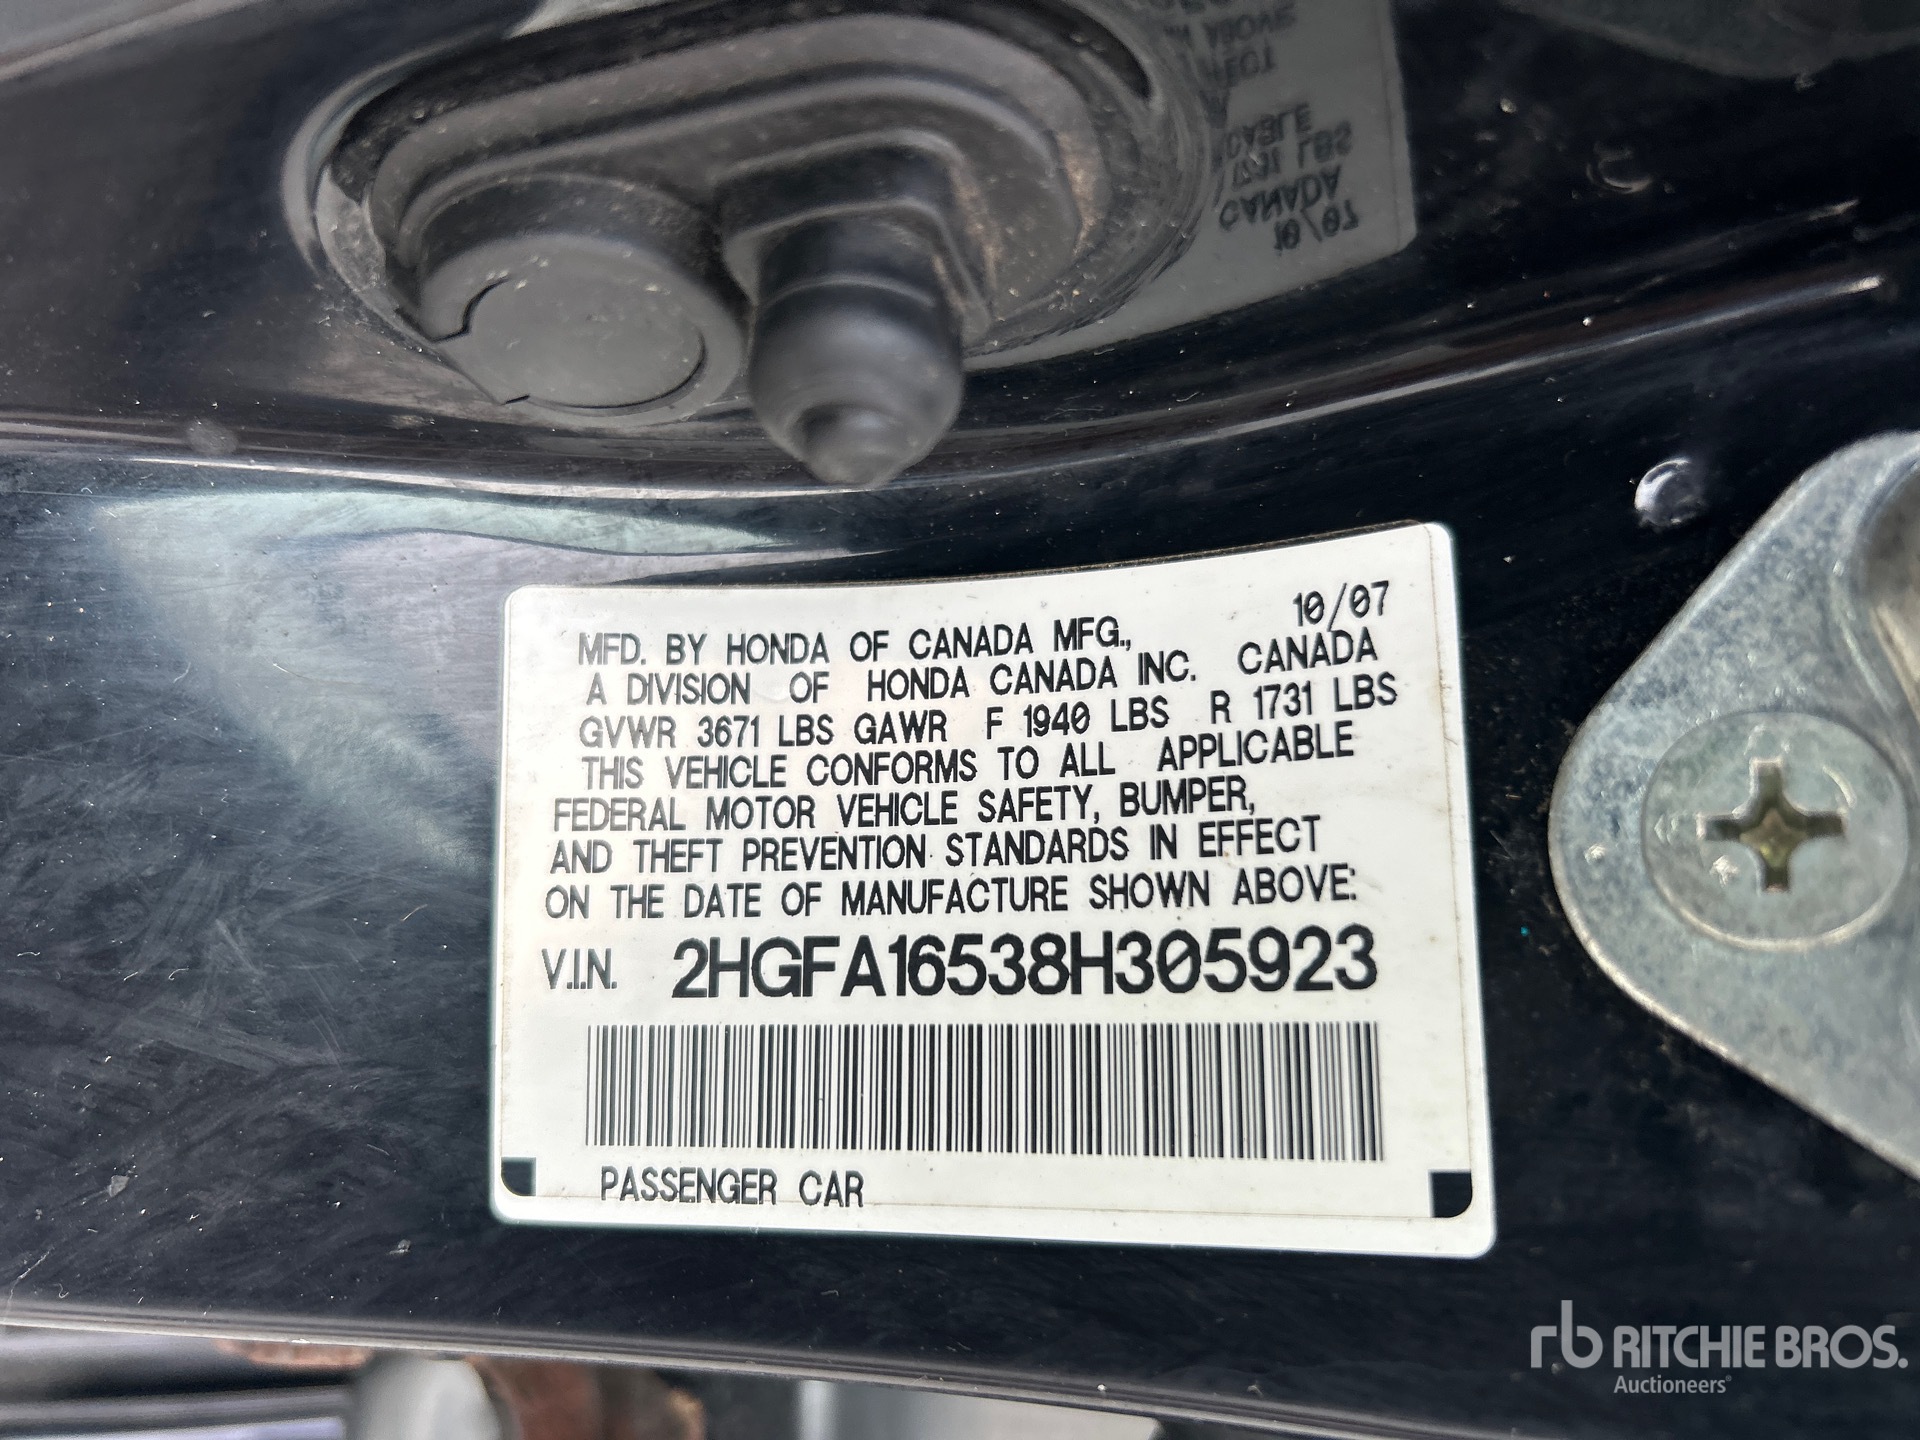 10/07
MFD. BY HONDA OF CANADA MFG.,
A DIVISION OF HONDA CANADA INC. CANADA
GVWR 3671 LBS GAWR F 1940 LBS R 1731 LBS
THIS VEHICLE CONFORMS TO ALL APPLICABLE
FEDERAL MOTOR VEHICLE SAFETY, BUMPER,
AND THEFT PREVENTION STANDARDS IN EFFECT
ON THE DATE OF MANUFACTURE SHOWN ABOVE:
V.I.N. 2HGFA16538H305923
PASSENGER CAR
rb RITCHIE BROS.
Auctioneers